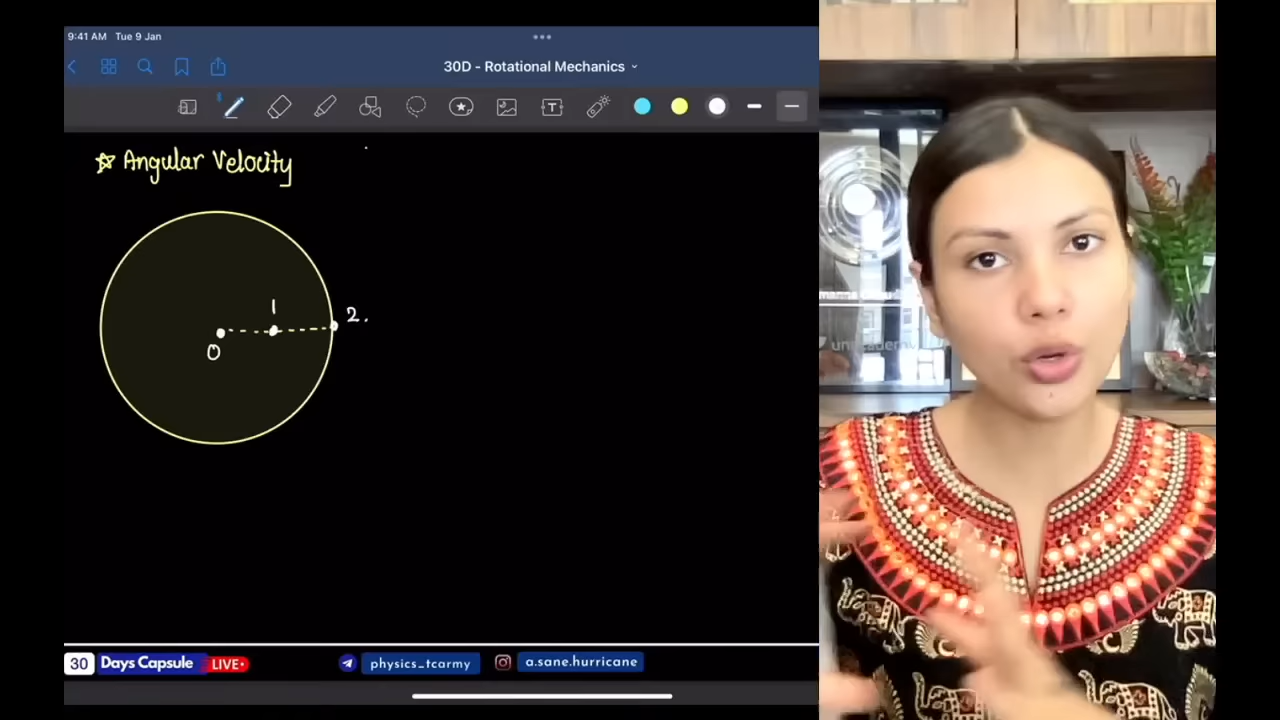 9:41 AM Tue 9 Jan
30D - Rotational Mechanics
☆ Angular Velocity
1
2.
O
unacademy
30 Days Capsule LIVE
physics_tcarmy
a.sane.hurricane